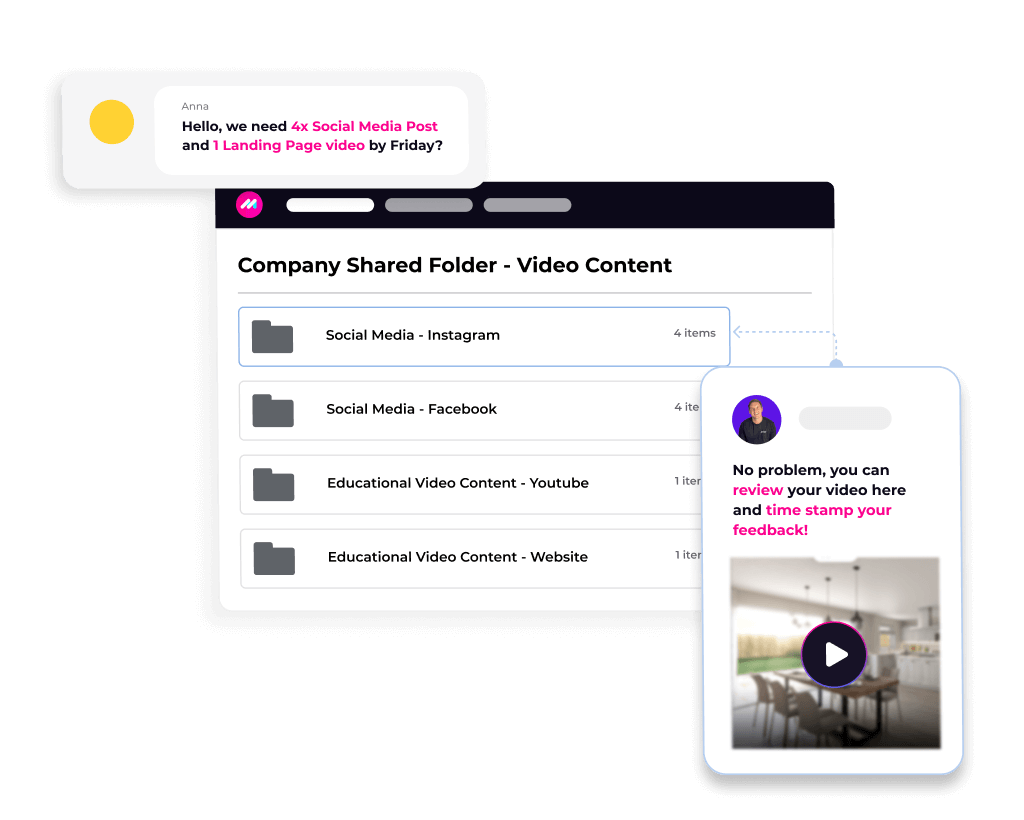 Anna
Hello, we need 4x Social Media Post
and 1 Landing Page video by Friday?
Company Shared Folder - Video Content
Social Media - Instagram
4 items
Social Media - Facebook
4 ite
Educational Video Content - Youtube
1 iter
Educational Video Content - Website
1 iter
No problem, you can
review your video here
and time stamp your
feedback!